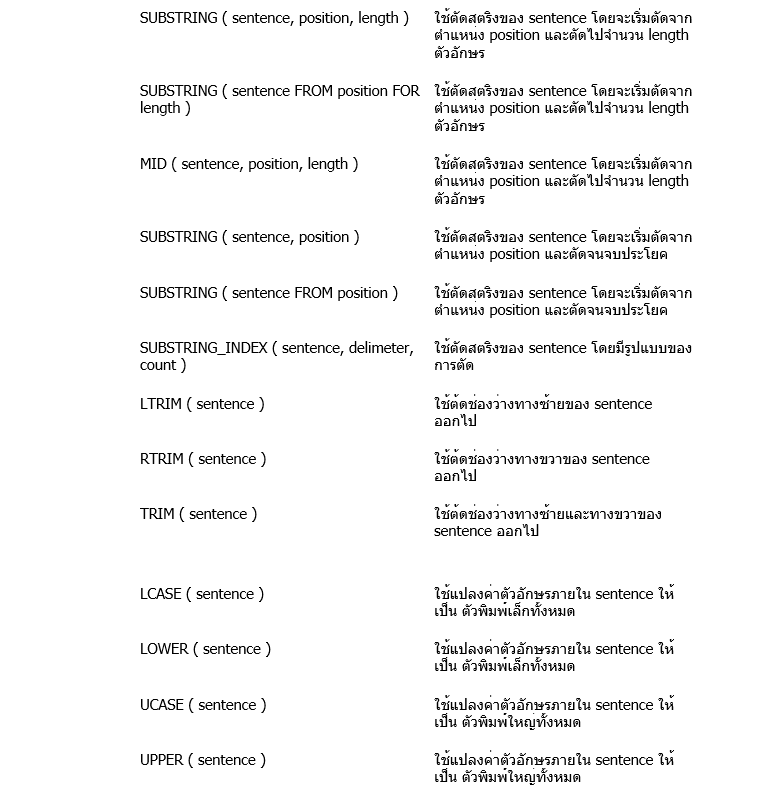 SUBSTRING ( sentence, position, length )
ใช้ตัดสตริงของ sentence โดยจะเริ่มตัดจาก
ตำแหน่ง position และตัดไปจำนวน length
ตัวอักษร
SUBSTRING ( sentence FROM position FOR
length )
ใช้ตัดสตริงของ sentence โดยจะเริ่มตัดจาก
ตำแหน่ง position และตัดไปจำนวน length
ตัวอักษร
MID ( sentence, position, length )
ใช้ตัดสตริงของ sentence โดยจะเริ่มตัดจาก
ตำแหน่ง position และตัดไปจำนวน length
ตัวอักษร
SUBSTRING ( sentence, position )
ใช้ตัดสตริงของ sentence โดยจะเริ่มตัดจาก
ตำแหน่ง position และตัดจนจบประโยค
SUBSTRING ( sentence FROM position )
ใช้ตัดสตริงของ sentence โดยจะเริ่มตัดจาก
ตำแหน่ง position และตัดจนจบประโยค
SUBSTRING_INDEX ( sentence, delimeter,
count )
ใช้ตัดสตริงของ sentence โดยมีรูปแบบของ
การตัด
LTRIM ( sentence )
ใช้ตัดช่องว่างทางซ้ายของ sentence
ออกไป
RTRIM ( sentence )
ใช้ตัดช่องว่างทางขวาของ sentence
ออกไป
TRIM ( sentence )
ใช้ตัดช่องว่างทางซ้ายและทางขวาของ
sentence ออกไป
LCASE ( sentence )
ใช้แปลงค่าตัวอักษรภายใน sentence ให้
เป็น ตัวพิมพ์เล็กทั้งหมด
LOWER ( sentence )
ใช้แปลงค่าตัวอักษรภายใน sentence ให้
เป็น ตัวพิมพ์เล็กทั้งหมด
UCASE ( sentence )
ใช้แปลงค่าตัวอักษรภายใน sentence ให้
เป็น ตัวพิมพ์ใหญ่ทั้งหมด
UPPER ( sentence )
ใช้แปลงค่าตัวอักษรภายใน sentence ให้
เป็น ตัวพิมพ์ใหญ่ทั้งหมด